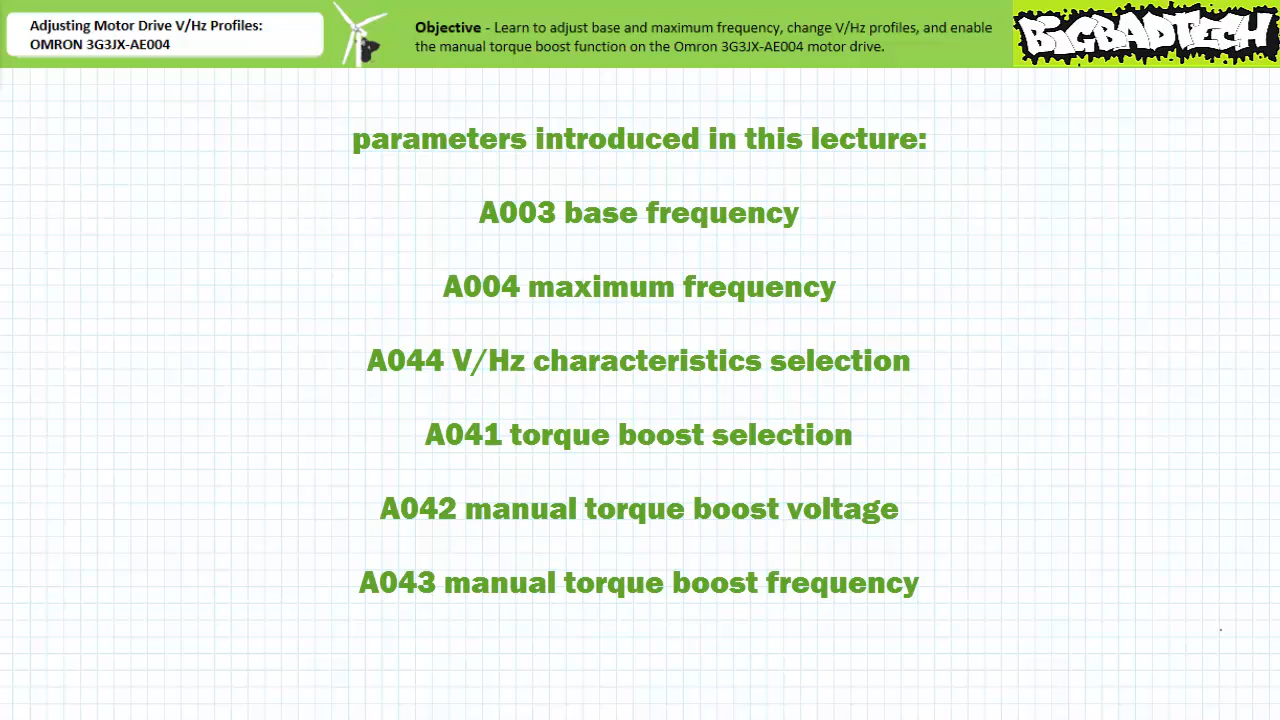 Adjusting Motor Drive V/Hz Profiles:
OMRON 3G3JX-AE004
Objective - Learn to adjust base and maximum frequency, change V/Hz profiles, and enable
the manual torque boost function on the Omron 3G3JX-AE004 motor drive.
BIGBADTECH
parameters introduced in this lecture:
A003 base frequency
A004 maximum frequency
A044 V/Hz characteristics selection
A041 torque boost selection
A042 manual torque boost voltage
A043 manual torque boost frequency